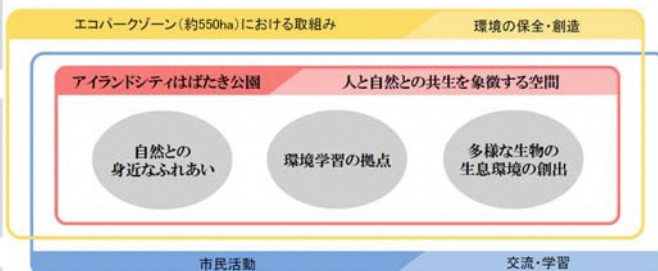 エコパークゾーン(約550ha)における取組み
環境の保全・創造
アイランドシティはばたき公園
人と自然との共生を象徴する空間
自然との
身近なふれあい
環境学習の拠点
多様な生物の
生息環境の創出
市民活動
交流・学習